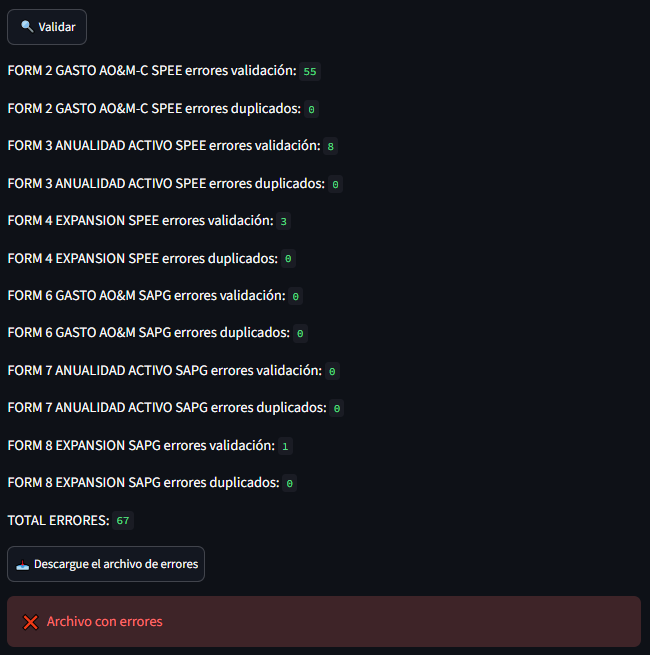 Validar
FORM 2 GASTO AO&M-C SPEE errores validación: 55
FORM 2 GASTO AO&M-C SPEE errores duplicados: 0
FORM 3 ANUALIDAD ACTIVO SPEE errores validación: 8
FORM 3 ANUALIDAD ACTIVO SPEE errores duplicados: 0
FORM 4 EXPANSION SPEE errores validación: 3
FORM 4 EXPANSION SPEE errores duplicados: 0
FORM 6 GASTO AO&M SAPG errores validación: 0
FORM 6 GASTO AO&M SAPG errores duplicados: 0
FORM 7 ANUALIDAD ACTIVO SAPG errores validación: 0
FORM 7 ANUALIDAD ACTIVO SAPG errores duplicados: 0
FORM 8 EXPANSION SAPG errores validación: 1
FORM 8 EXPANSION SAPG errores duplicados: 0
TOTAL ERRORES: 67
Descargue el archivo de errores
Archivo con errores